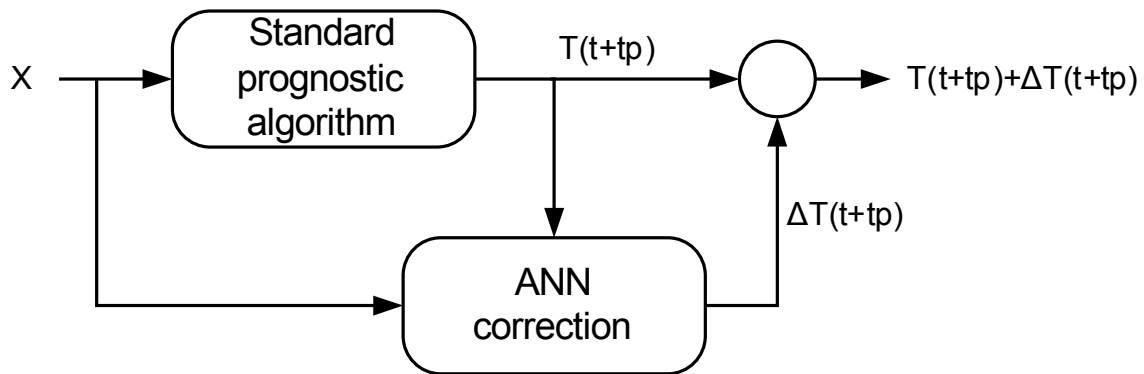 Standard
prognostic
algorithm
X
T(t+tp)
T(t+tp)+ΔT(t+tp)
ΔT(t+tp)
ANN
correction